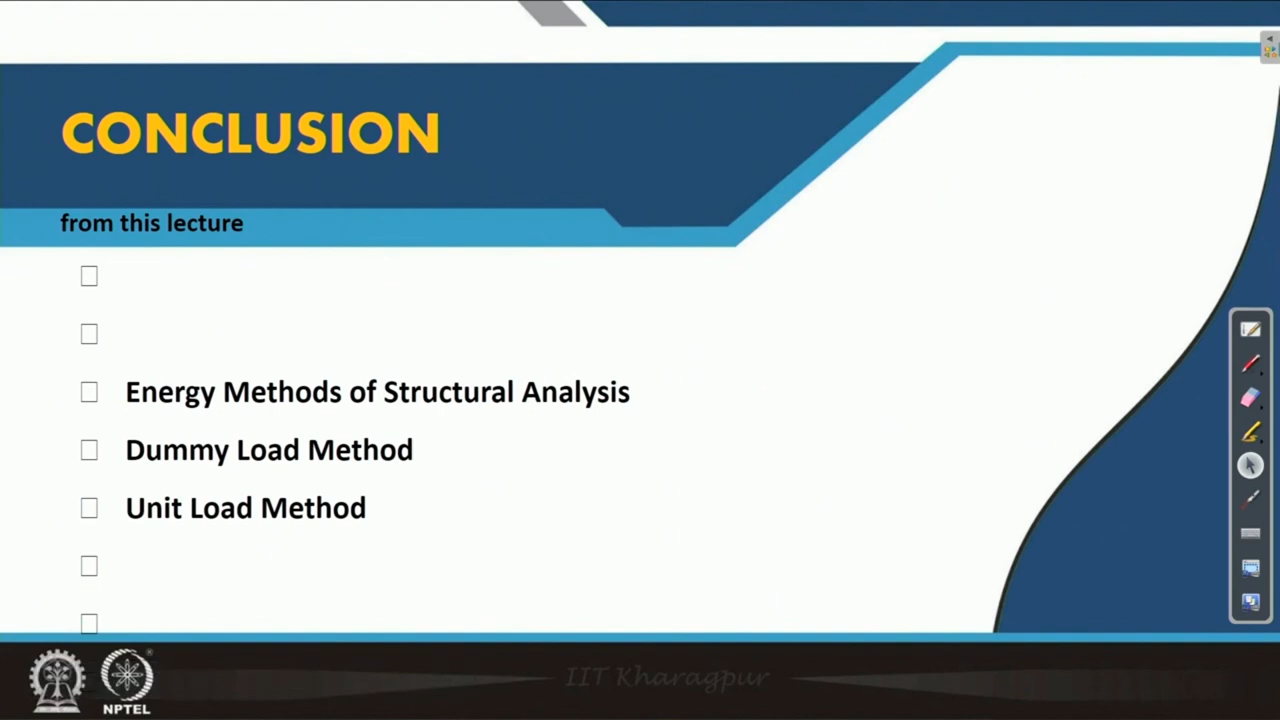 CONCLUSION
from this lecture
Energy Methods of Structural Analysis
Dummy Load Method
Unit Load Method
IIT Kharagpur
NPTEL